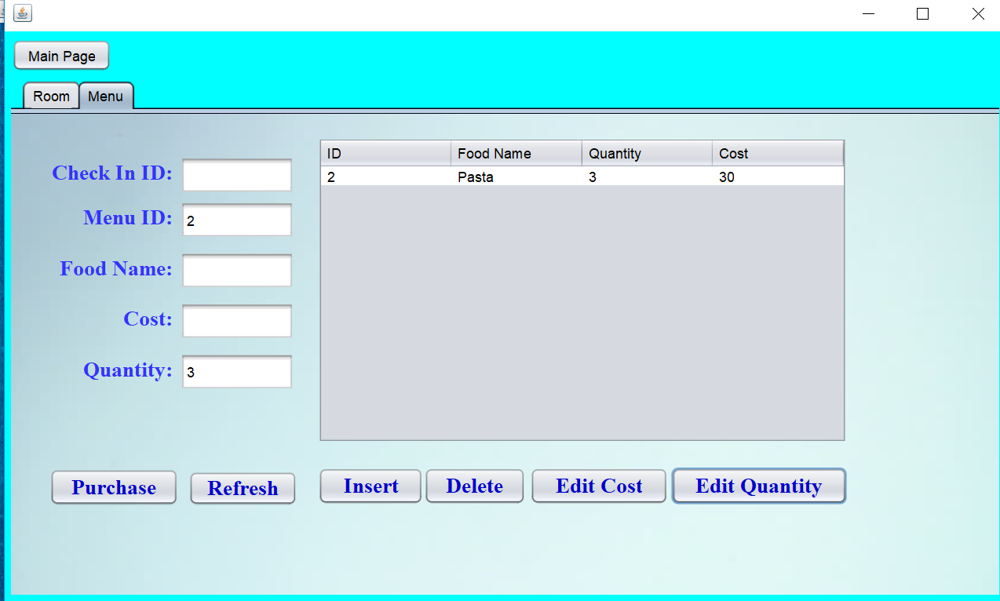 Main Page
Room Menu
ID Food Name Quantity Cost
2 Pasta 3 30
Check In ID:
Menu ID: 2
Food Name:
Cost:
Quantity: 3
Purchase Refresh Insert Delete Edit Cost Edit Quantity